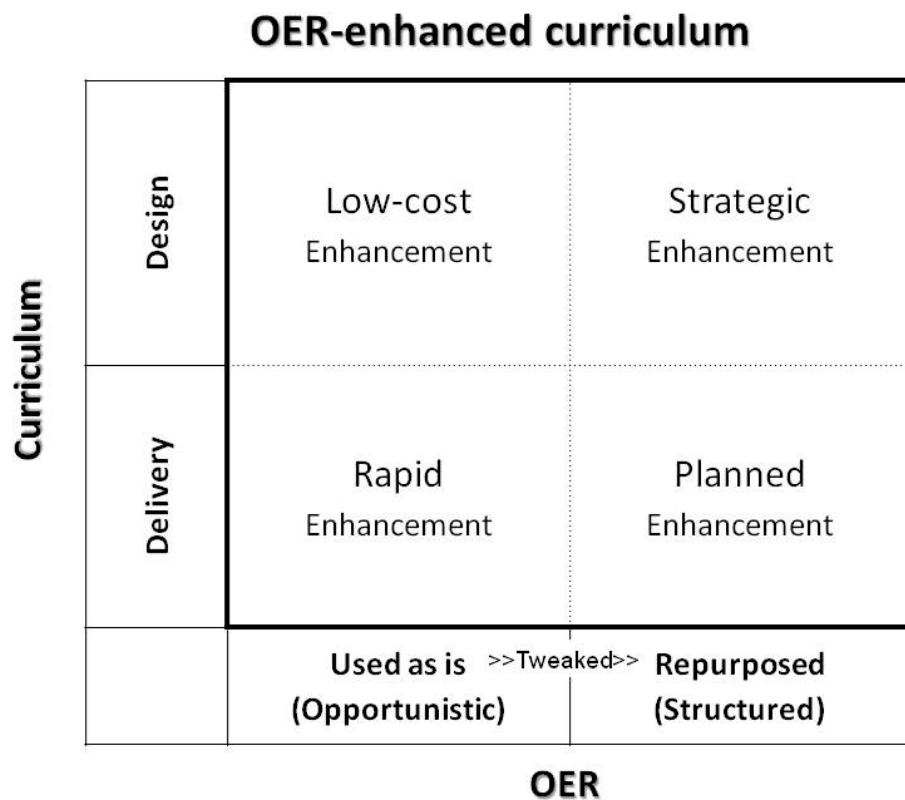 OER-enhanced curriculum
Curriculum
Design
Low-cost
Enhancement
Strategic
Enhancement
Delivery
Rapid
Enhancement
Planned
Enhancement
Used as is
(Opportunistic)
>>Tweaked>>
Repurposed
(Structured)
OER